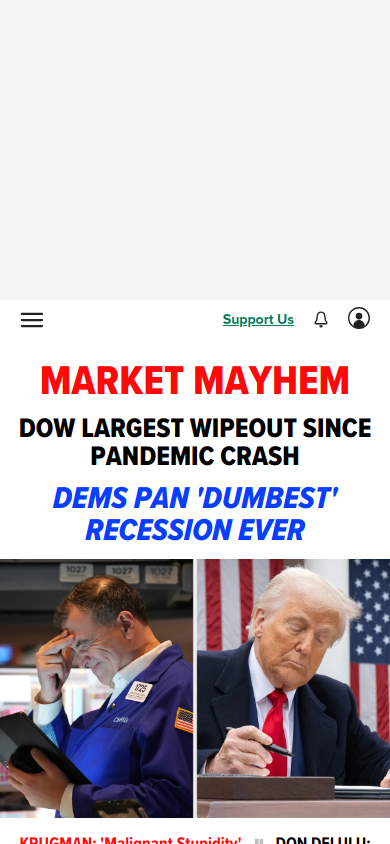 Support Us
MARKET MAYHEM
DOW LARGEST WIPEOUT SINCE
PANDEMIC CRASH
DEMS PAN 'DUMBEST'
RECESSION EVER
1027 1027 1027
1725
KRUGMAN: 'Malignant Stupidity' DON DELULU: